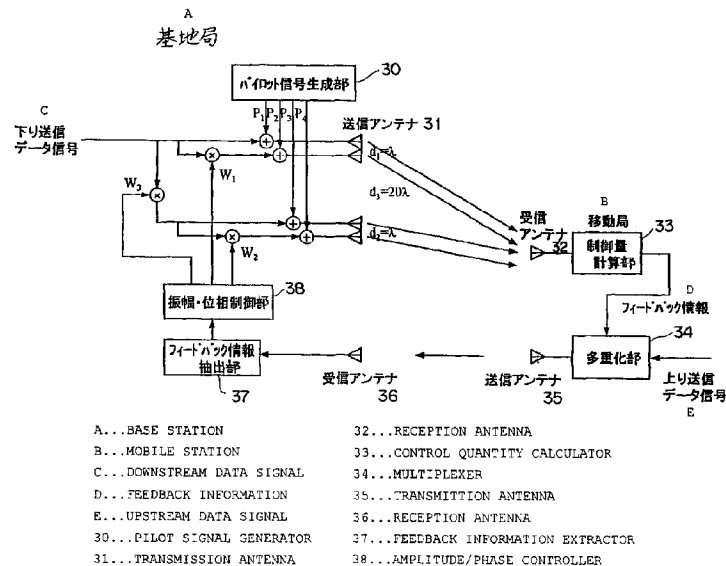 A
基地局
30
パイロット信号生成部
P1 P2 P3 P4
C
下り送信
データ信号
送信アンテナ 31
d1=λ
W1
W3
d3=20λ
B
移動局
33
受信
アンテナ
32
制御量
計算部
d2=λ
W2
38
振幅・位相制御部
D
フィードバック情報
34
フィードバック情報
抽出部
多重化部
37
受信アンテナ
36
送信アンテナ
35
上り送信
データ信号
E
A...BASE STATION
B...MOBILE STATION
C...DOWNSTREAM DATA SIGNAL
D...FEEDBACK INFORMATION
E...UPSTREAM DATA SIGNAL
30...PILOT SIGNAL GENERATOR
31...TRANSMISSION ANTENNA
32...RECEPTION ANTENNA
33...CONTROL QUANTITY CALCULATOR
34...MULTIPLEXER
35...TRANSMITTION ANTENNA
36...RECEPTION ANTENNA
37...FEEDBACK INFORMATION EXTRACTOR
38...AMPLITUDE/PHASE CONTROLLER